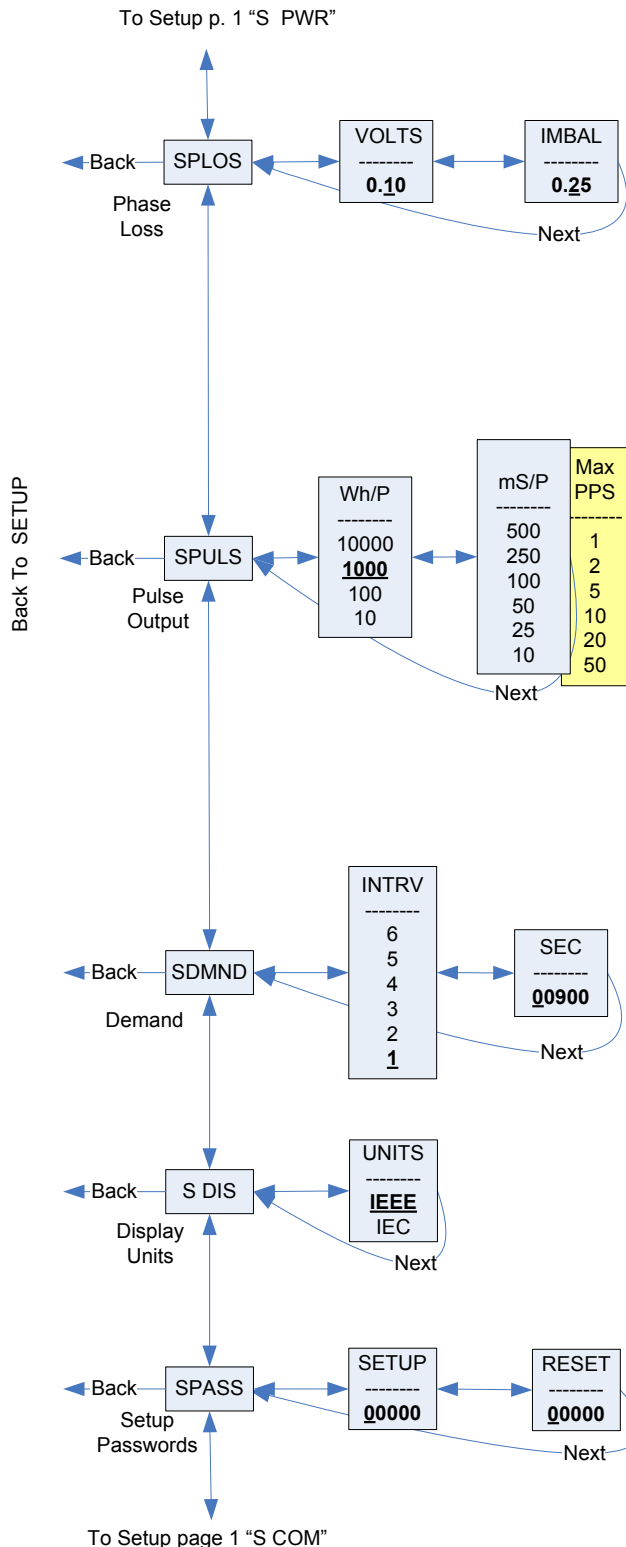 To Setup p. 1 “S PWR”
Back
SPLOS
Phase
Loss
VOLTS
--------
0.10
IMBAL
--------
0.25
Next
Back To SETUP
Back
SPULS
Pulse
Output
Wh/P
--------
10000
1000
100
10
mS/P
--------
500
250
100
50
25
10
Max
PPS
--------
1
2
5
10
20
50
Next
Back
SDMND
Demand
INTRV
--------
6
5
4
3
2
1
SEC
--------
00900
Next
Back
S DIS
Display
Units
UNITS
--------
IEEE
IEC
Next
Back
SPASS
Setup
Passwords
SETUP
--------
00000
RESET
--------
00000
Next
To Setup page 1 “S COM”